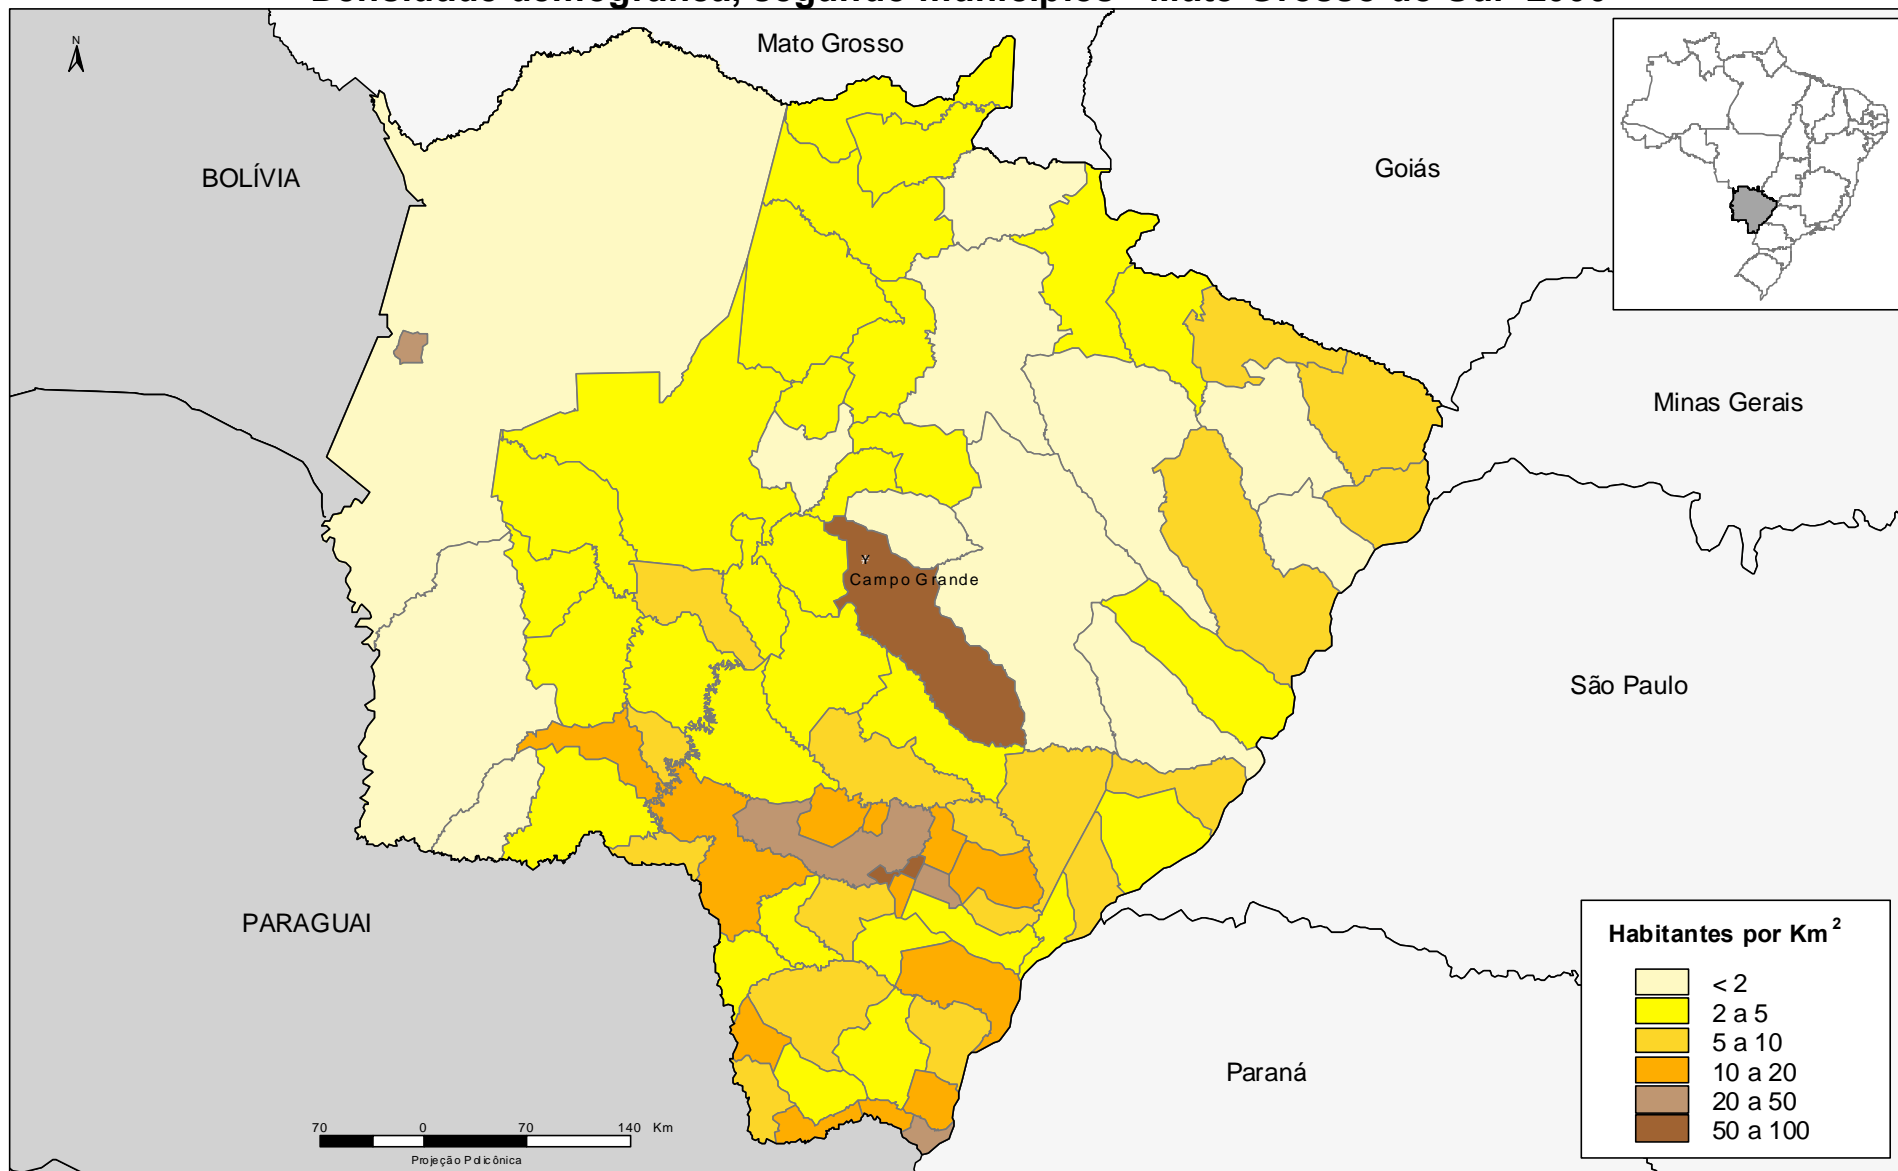 Mato Grosso
N
BOLÍVIA
Goiás
Minas Gerais
Y
Campo Grande
São Paulo
PARAGUAI
Habitantes por Km²
< 2
2 a 5
5 a 10
10 a 20
20 a 50
50 a 100
Paraná
70 0 70 140 Km
Projeção Policônica